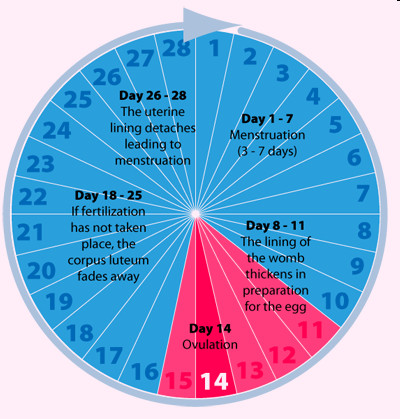 1
2
3
4
5
6
7
8
9
10
11
12
13
14
15
16
17
18
19
20
21
22
23
24
25
26
27
28
Day 1 - 7
Menstruation
(3 - 7 days)
Day 8 - 11
The lining of
the womb
thickens in
preparation
for the egg
Day 14
Ovulation
Day 18 - 25
If fertilization
has not taken
place, the
corpus luteum
fades away
Day 26 - 28
The uterine
lining detaches
leading to
menstruation